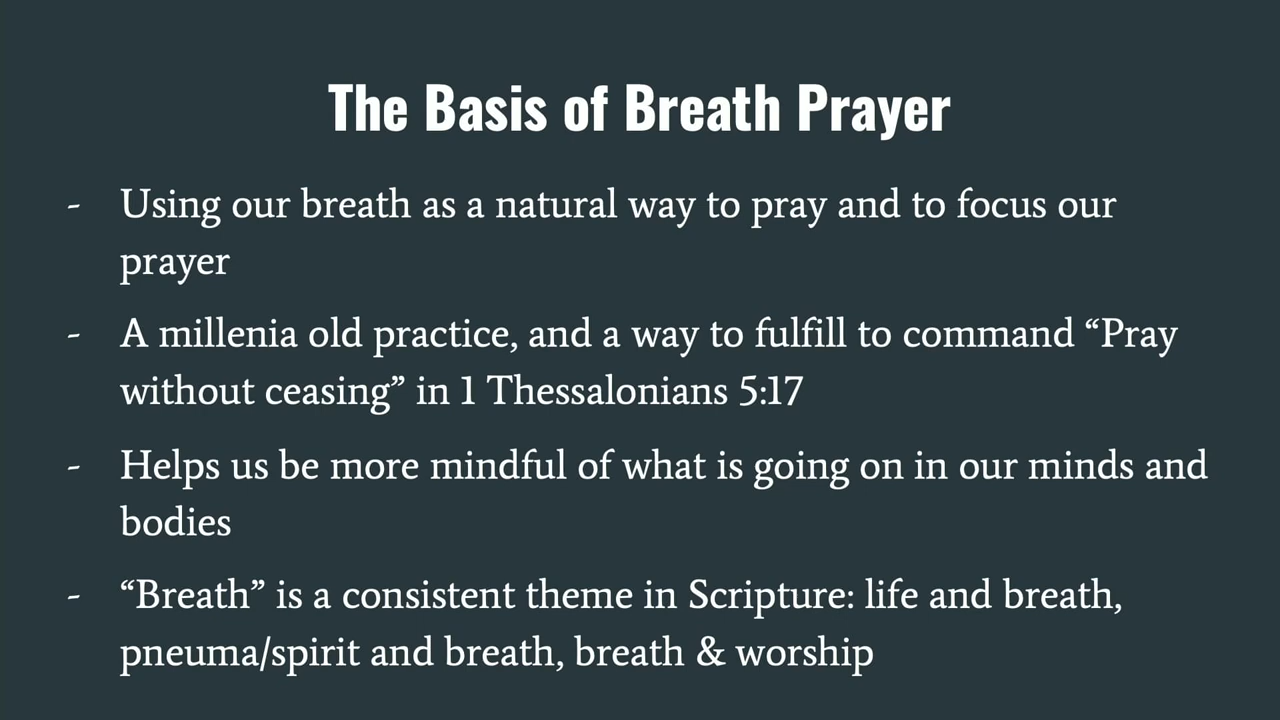 The Basis of Breath Prayer
- Using our breath as a natural way to pray and to focus our
prayer
- A millenia old practice, and a way to fulfill to command “Pray
without ceasing” in 1 Thessalonians 5:17
- Helps us be more mindful of what is going on in our minds and
bodies
- “Breath” is a consistent theme in Scripture: life and breath,
pneuma/spirit and breath, breath & worship